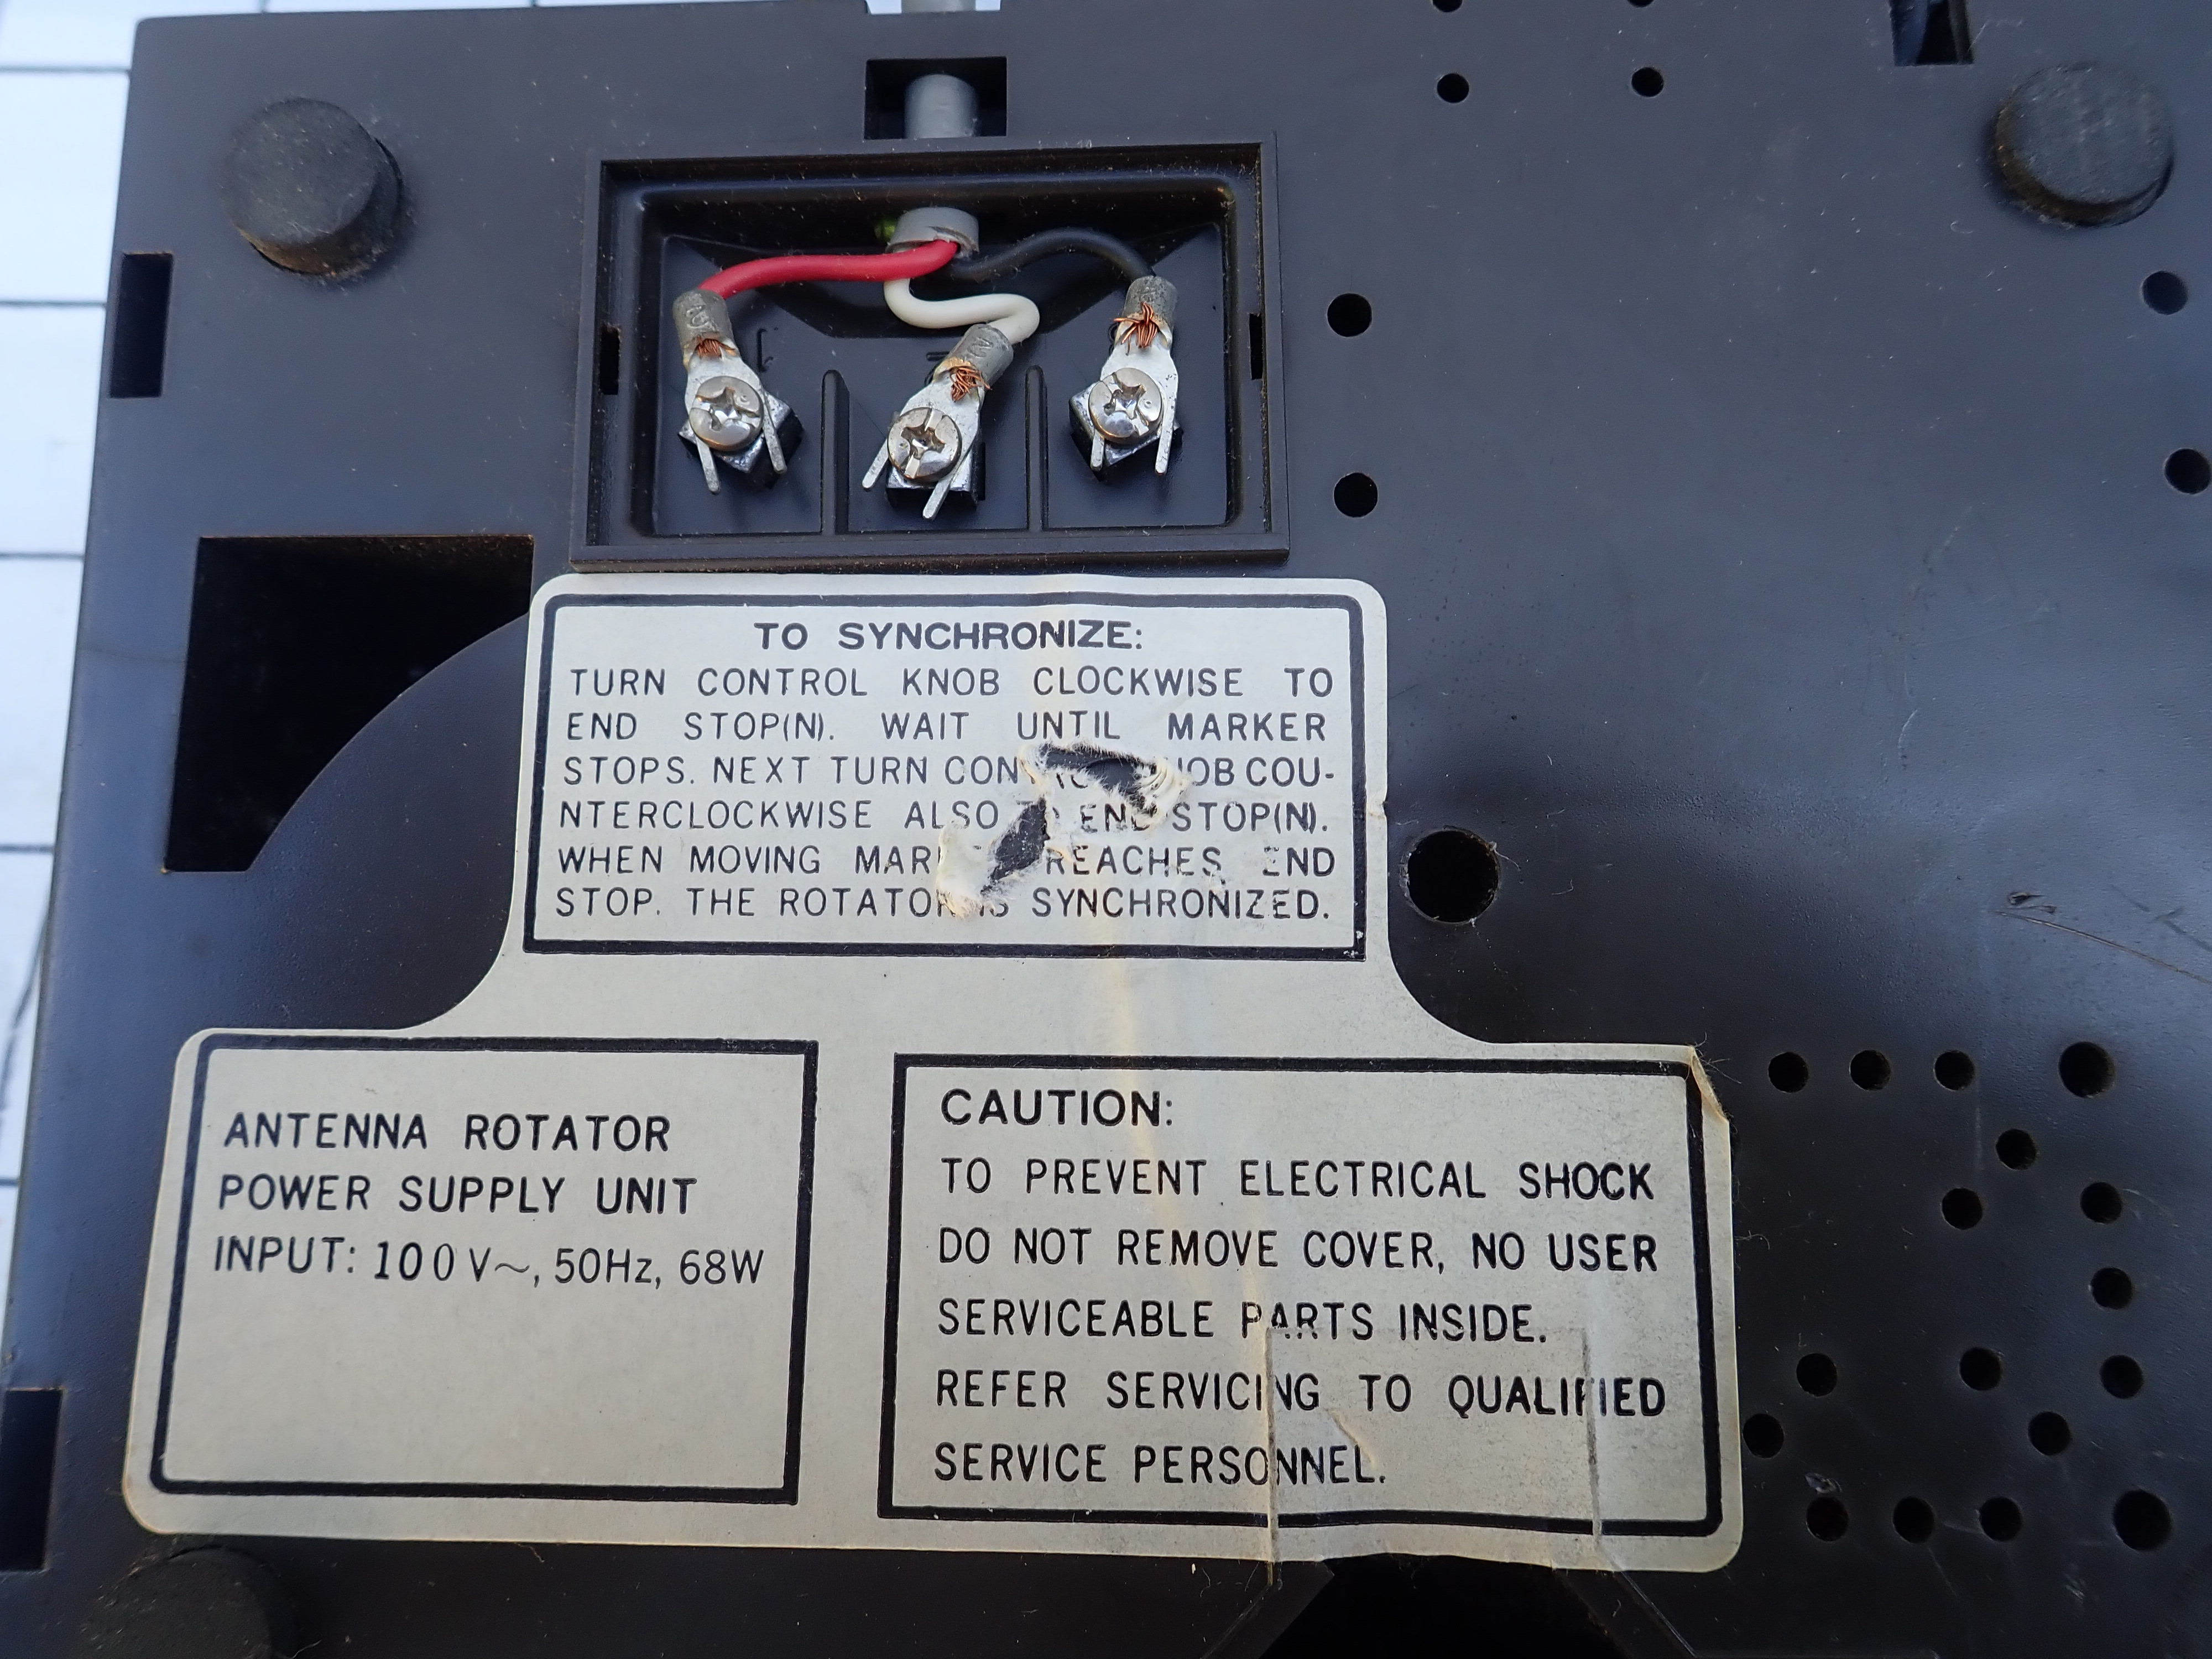 TO SYNCHRONIZE:
TURN CONTROL KNOB CLOCKWISE TO
END STOP(N). WAIT UNTIL MARKER
STOPS. NEXT TURN COU-
NTERCLOCKWISE ALSO END STOP(N).
WHEN MOVING REACHES END
STOP. THE ROTATOR IS SYNCHRONIZED.
ANTENNA ROTATOR
POWER SUPPLY UNIT
INPUT: 100V~, 50Hz, 68W
CAUTION:
TO PREVENT ELECTRICAL SHOCK
DO NOT REMOVE COVER, NO USER
SERVICEABLE PARTS INSIDE.
REFER SERVICING TO QUALIFIED
SERVICE PERSONNEL.